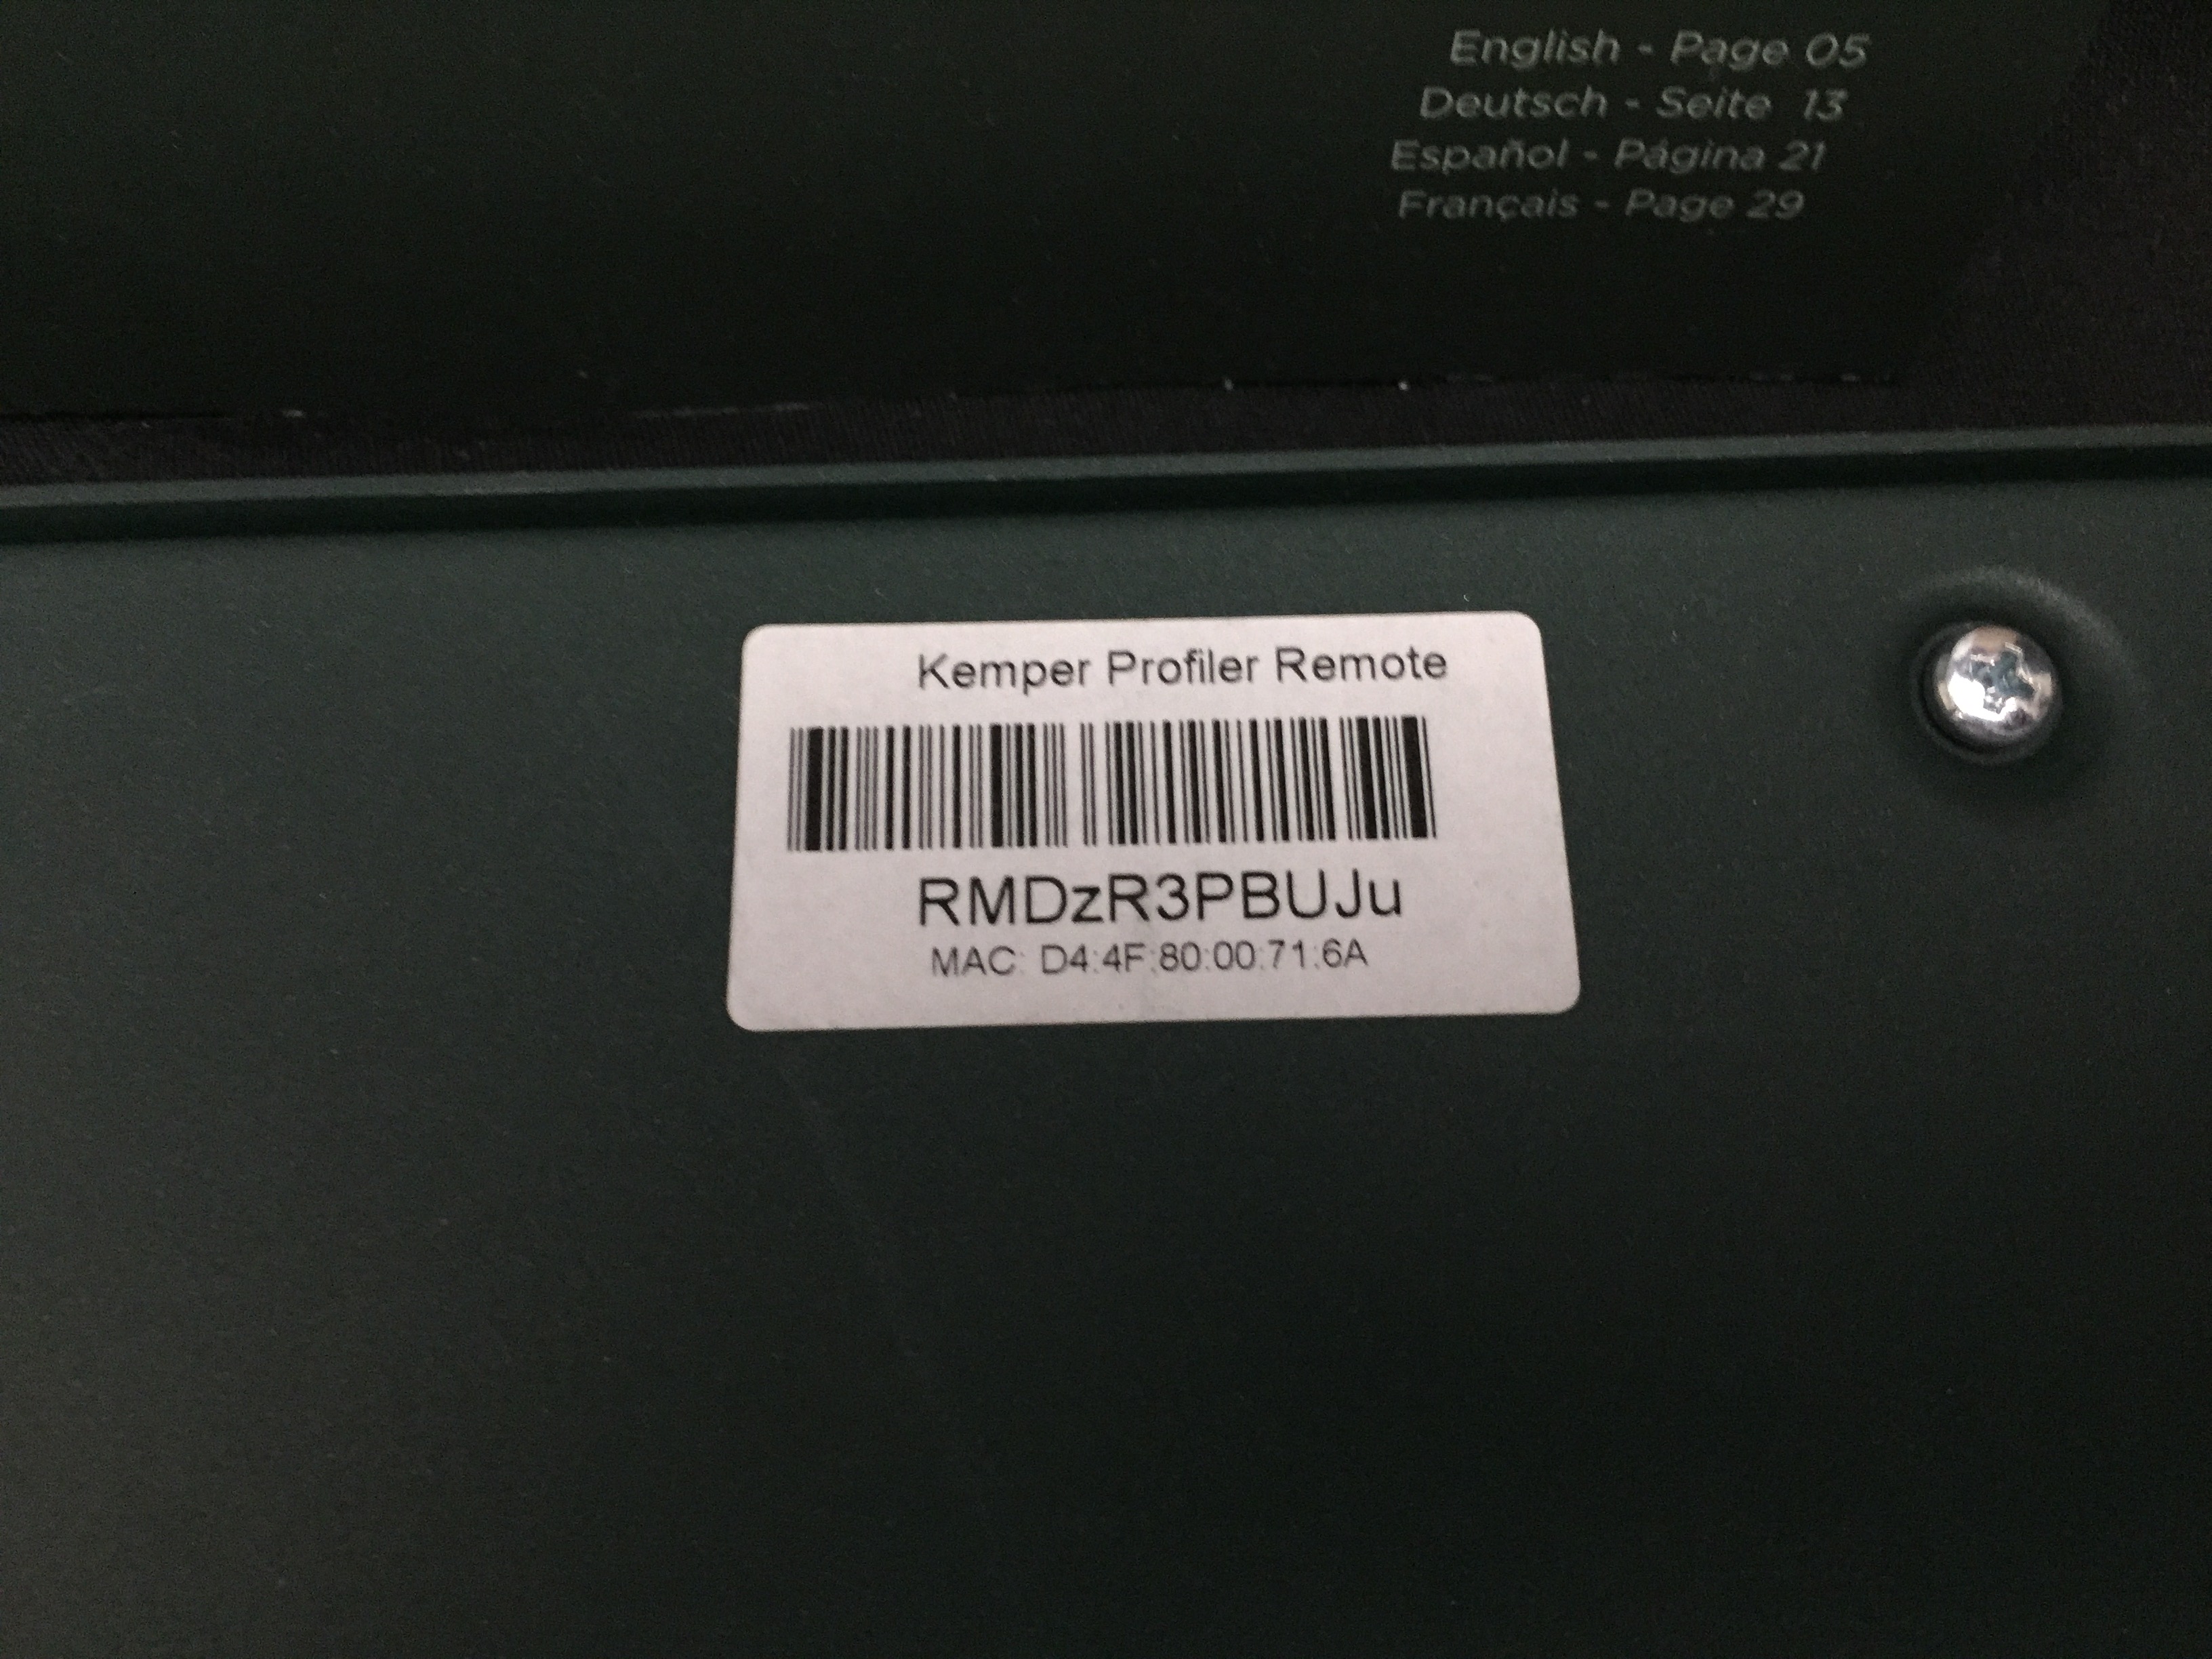 English - Page 05
Deutsch - Seite 13
Español - Página 21
Français - Page 29
Kemper Profiler Remote
RMDzR3PBUJu
MAC: D4:4F:80:00:71:6A